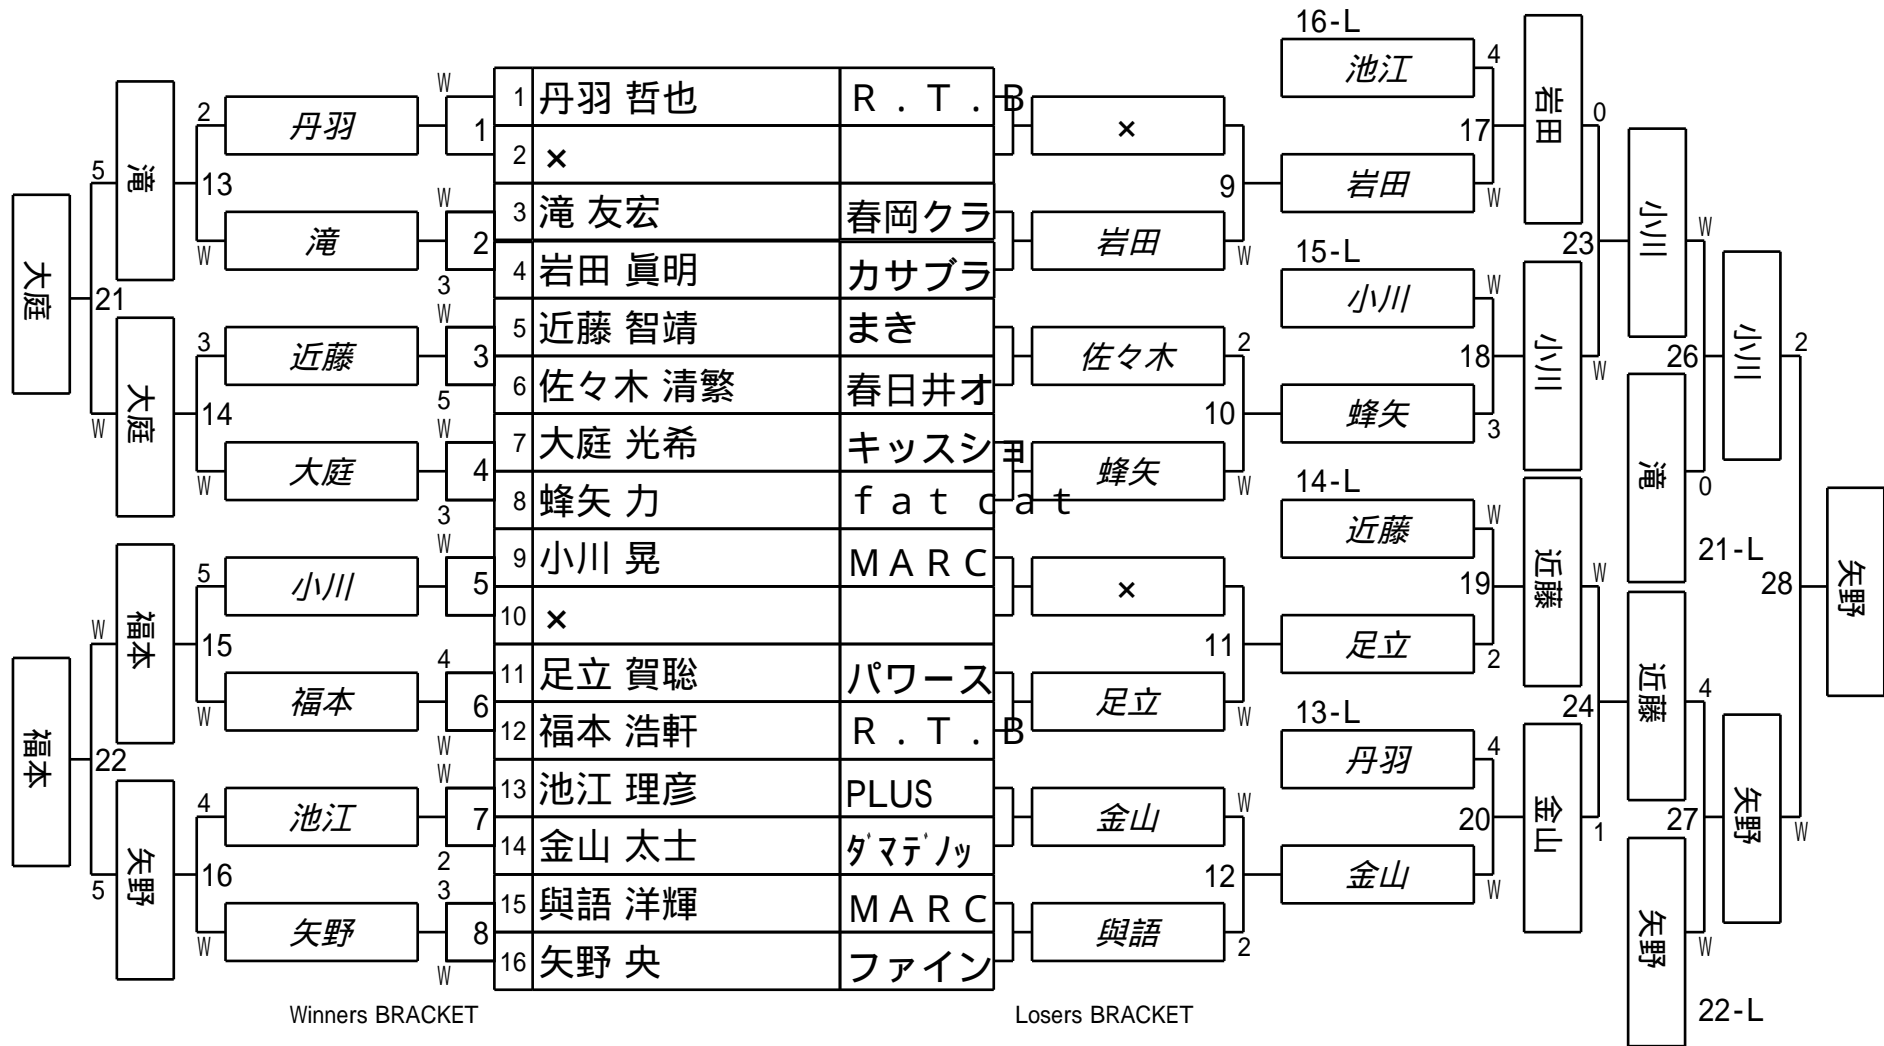 16-L
池江
4
岩田
0
17
岩田
W
15-L
小川
W
18
蜂矢
3
小川
W
23
小川
W
14-L
近藤
W
19
足立
2
近藤
W
13-L
丹羽
4
20
金山
W
金山
1
24
近藤
4
26
滝
0
21-L
小川
2
27
矢野
W
22-L
矢野
W
28
矢野
1 丹羽 哲也 R.T.B
2 ×
3 滝 友宏 春岡クラ
4 岩田 眞明 カサブラ
5 近藤 智靖 まき
6 佐々木 清繁 春日井オ
7 大庭 光希 キッスショ
8 蜂矢 力 fat cat
9 小川 晃 MARC
10 ×
11 足立 賀聡 パワース
12 福本 浩軒 R.T.B
13 池江 理彦 PLUS
14 金山 太士 ダマデノッ
15 與語 洋輝 MARC
16 矢野 央 ファイン
W
1
丹羽
2
W
2
3
滝
W
13
滝
5
W
3
5
近藤
3
W
4
3
大庭
W
14
大庭
W
21
大庭
W
5
小川
5
4
6
W
福本
W
15
福本
W
W
7
2
池江
4
3
8
W
矢野
W
16
矢野
5
22
福本
×
9
岩田
W
佐々木
2
10
蜂矢
W
×
11
足立
W
金山
W
12
與語
2
Winners BRACKET
Losers BRACKET